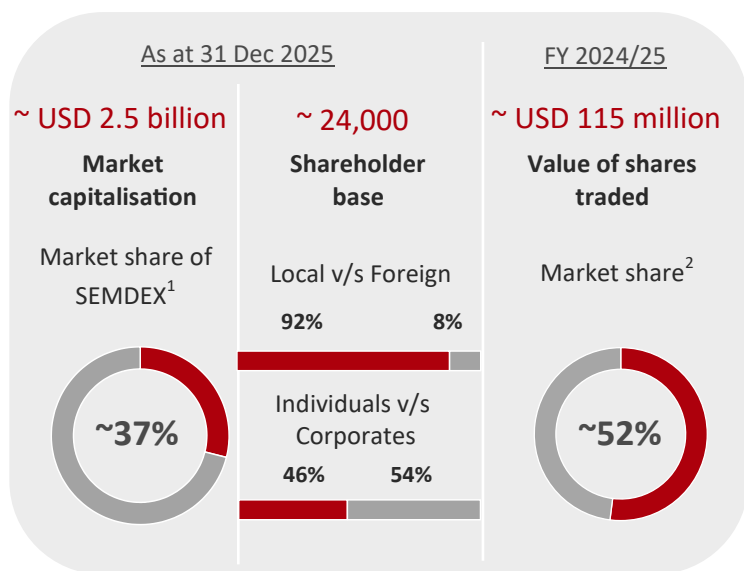 As at 31 Dec 2025
FY 2024/25
~ USD 2.5 billion
Market
capitalisation
Market share of
SEMDEX1
~37%
~ 24,000
Shareholder
base
Local v/s Foreign
92% 8%
Individuals v/s
Corporates
46% 54%
~ USD 115 million
Value of shares
traded
Market share2
~52%